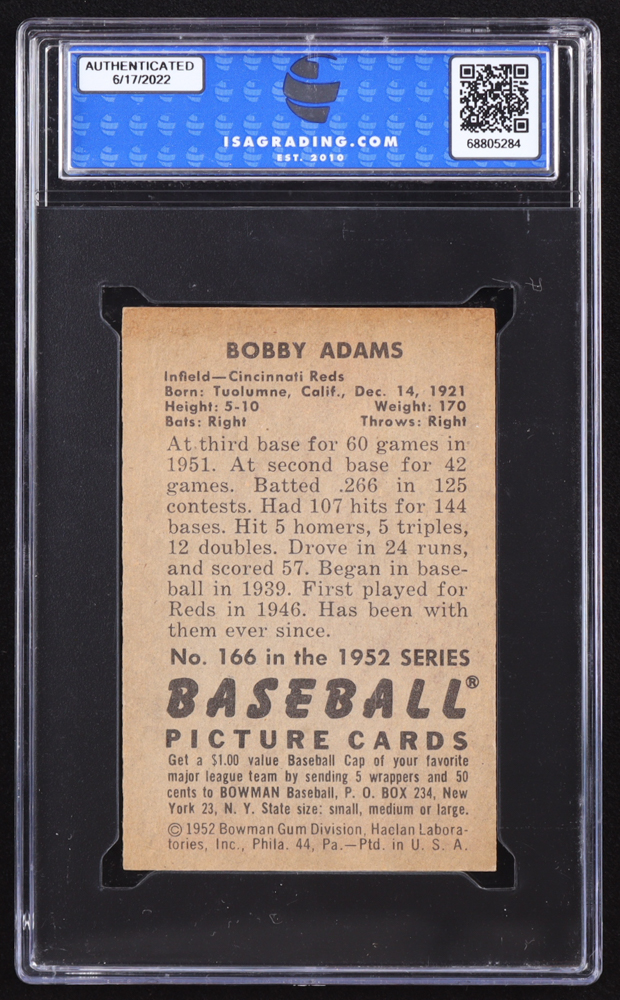 AUTHENTICATED
6/17/2022
ISAGRADING.COM
EST. 2010
68805284
BOBBY ADAMS
Infield—Cincinnati Reds
Born: Tuolumne, Calif., Dec. 14, 1921
Height: 5-10 Weight: 170
Bats: Right Throws: Right
At third base for 60 games in
1951. At second base for 42
games. Batted .266 in 125
contests. Had 107 hits for 144
bases. Hit 5 homers, 5 triples,
12 doubles. Drove in 24 runs,
and scored 57. Began in base-
ball in 1939. First played for
Reds in 1946. Has been with
them ever since.
No. 166 in the 1952 SERIES
BASEBALL®
PICTURE CARDS
Get a $1.00 value Baseball Cap of your favorite
major league team by sending 5 wrappers and 50
cents to BOWMAN Baseball, P. O. BOX 234, New
York 23, N. Y. State size: small, medium or large.
© 1952 Bowman Gum Division, Haelan Labora-
tories, Inc., Phila. 44, Pa.—Ptd. in U. S. A.